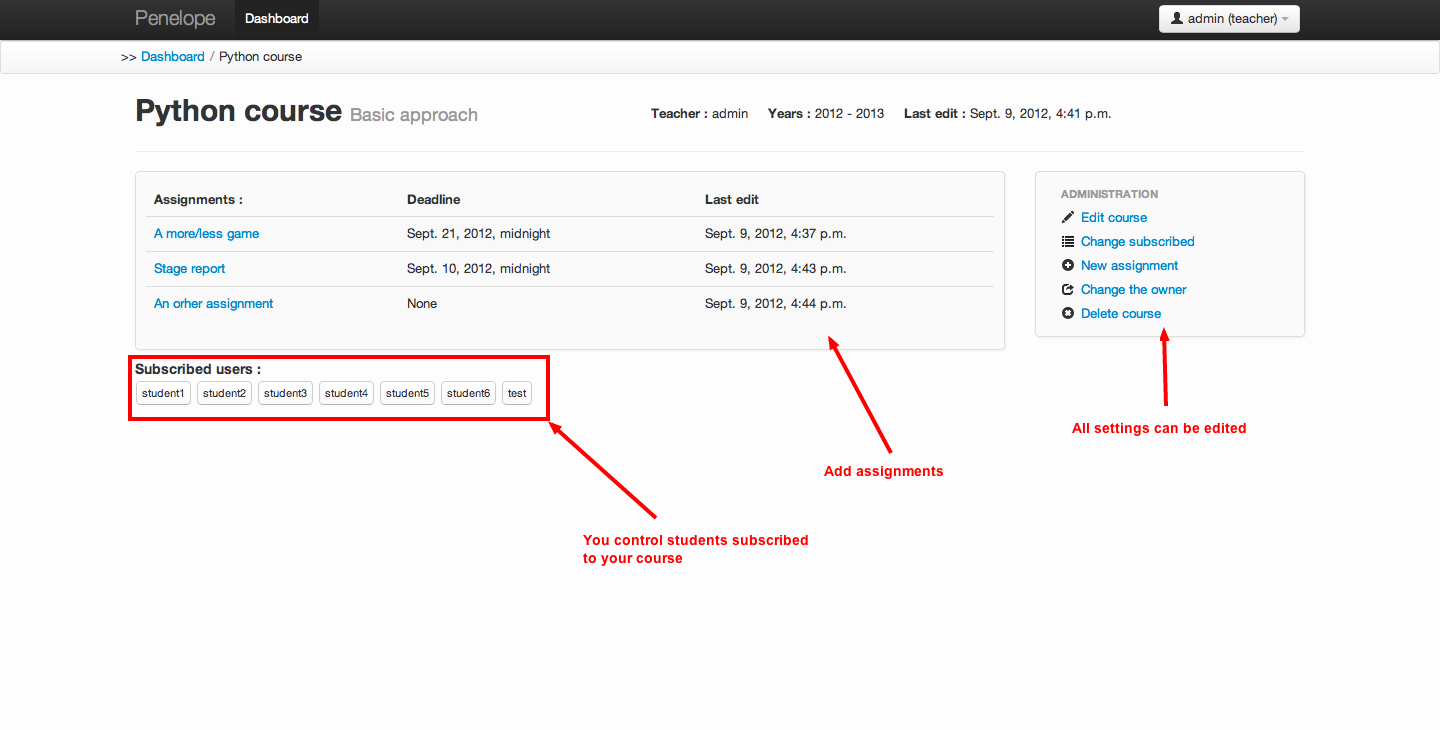 Penelope Dashboard admin (teacher)
>> Dashboard / Python course
Python course Basic approach Teacher : admin Years : 2012 - 2013 Last edit : Sept. 9, 2012, 4:41 p.m.
Assignments : Deadline Last edit
A more/less game Sept. 21, 2012, midnight Sept. 9, 2012, 4:37 p.m.
Stage report Sept. 10, 2012, midnight Sept. 9, 2012, 4:43 p.m.
An orher assignment None Sept. 9, 2012, 4:44 p.m.
ADMINISTRATION
Edit course
Change subscribed
New assignment
Change the owner
Delete course
Subscribed users :
student1 student2 student3 student4 student5 student6 test
All settings can be edited
Add assignments
You control students subscribed
to your course